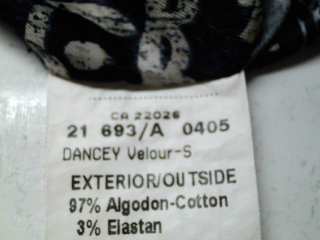 CA 22026
21 693/A 0405
DANCEY Velour-S
EXTERIOR/OUTSIDE
97% Algodon-Cotton
3% Elastan